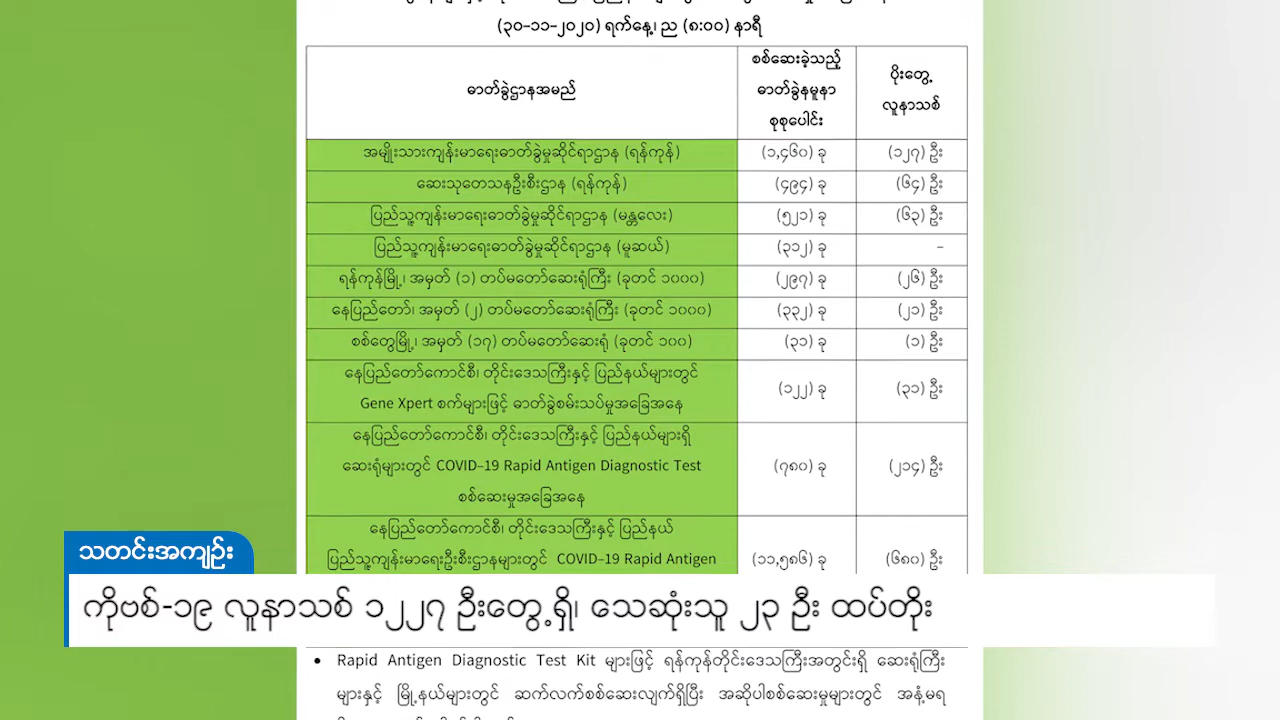 (၃၀-၁၁-၂၀၂၀) ရက်နေ့၊ ည (၈:၀၀) နာရီ
ဓာတ်ခွဲဌာနအမည်
စစ်ဆေးခဲ့သည့်
ဓာတ်ခွဲနမူနာ
စုစုပေါင်း
ပိုးတွေ့
လူနာသစ်
အမျိုးသားကျန်းမာရေးဓာတ်ခွဲမှုဆိုင်ရာဌာန (ရန်ကုန်) (၁,၄၆၀) ခု (၁၂၇) ဦး
ဆေးသုတေသနဦးစီးဌာန (ရန်ကုန်) (၄၉၄) ခု (၆၄) ဦး
ပြည်သူ့ကျန်းမာရေးဓာတ်ခွဲမှုဆိုင်ရာဌာန (မန္တလေး) (၅၂၁) ခု (၆၃) ဦး
ပြည်သူ့ကျန်းမာရေးဓာတ်ခွဲမှုဆိုင်ရာဌာန (မူဆယ်) (၃၁၂) ခု –
ရန်ကုန်မြို့၊ အမှတ် (၁) တပ်မတော်ဆေးရုံကြီး (ခုတင် ၁၀၀၀) (၂၉၇) ခု (၂၆) ဦး
နေပြည်တော်၊ အမှတ် (၂) တပ်မတော်ဆေးရုံကြီး (ခုတင် ၁၀၀၀) (၃၃၂) ခု (၂၁) ဦး
စစ်တွေမြို့၊ အမှတ် (၁၇) တပ်မတော်ဆေးရုံ (ခုတင် ၁၀၀) (၃၁) ခု (၁) ဦး
နေပြည်တော်ကောင်စီ၊ တိုင်းဒေသကြီးနှင့် ပြည်နယ်များတွင်
Gene Xpert စက်များဖြင့် ဓာတ်ခွဲစမ်းသပ်မှုအခြေအနေ
(၁၂၂) ခု (၃၁) ဦး
နေပြည်တော်ကောင်စီ၊ တိုင်းဒေသကြီးနှင့် ပြည်နယ်များရှိ
ဆေးရုံများတွင် COVID–19 Rapid Antigen Diagnostic Test
စစ်ဆေးမှုအခြေအနေ
(၇၈၀) ခု (၂၁၄) ဦး
နေပြည်တော်ကောင်စီ၊ တိုင်းဒေသကြီးနှင့် ပြည်နယ်
ပြည်သူ့ကျန်းမာရေးဦးစီးဌာနများတွင် COVID–19 Rapid Antigen
(၁၁,၅၈၆) ခု (၆၈၀) ဦး
သတင်းအကျဉ်း
ကိုဗစ်-၁၉ လူနာသစ် ၁၂၂၇ ဦးတွေ့ရှိ၊ သေဆုံးသူ ၂၃ ဦး ထပ်တိုး
• Rapid Antigen Diagnostic Test Kit များဖြင့် ရန်ကုန်တိုင်းဒေသကြီးအတွင်းရှိ ဆေးရုံကြီး
များနှင့် မြို့နယ်များတွင် ဆက်လက်စစ်ဆေးလျက်ရှိပြီး အဆိုပါစစ်ဆေးမှုများတွင် အနံ့မရ